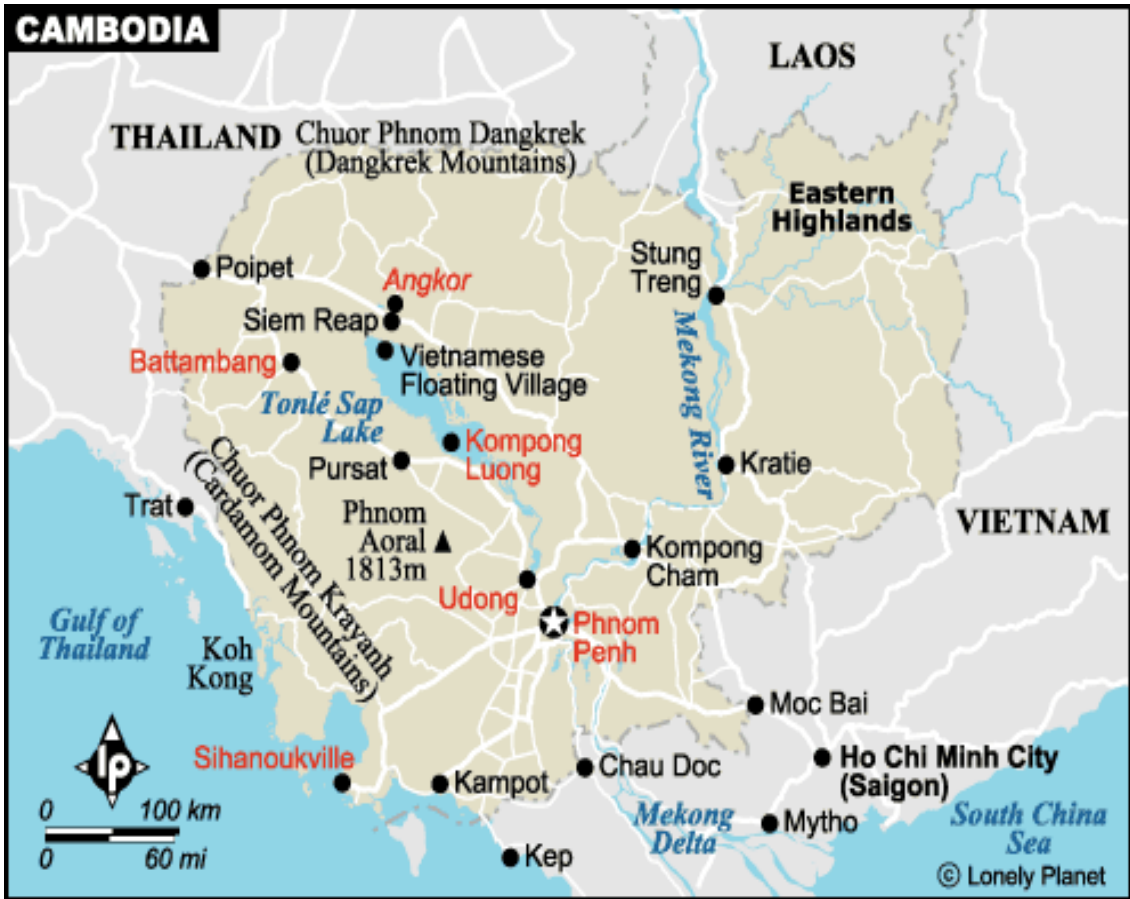 CAMBODIA
LAOS
THAILAND
Chuor Phnom Dangkrek
(Dangkrek Mountains)
Eastern
Highlands
Stung
Treng
Poipet
Angkor
Siem Reap
Battambang
Vietnamese
Floating Village
Mekong River
Tonlé Sap
Lake
Kompong
Luong
Pursat
Kratie
Chuor Phnom Krayanh
(Cardamom Mountains)
Trat
Phnom
Aoral
1813m
VIETNAM
Kompong
Cham
Udong
Phnom
Penh
Gulf of
Thailand
Koh
Kong
Moc Bai
Sihanoukville
Kampot
Chau Doc
Ho Chi Minh City
(Saigon)
lp
0 100 km
0 60 mi
Mekong
Delta
Mytho
South China
Sea
Kep
© Lonely Planet